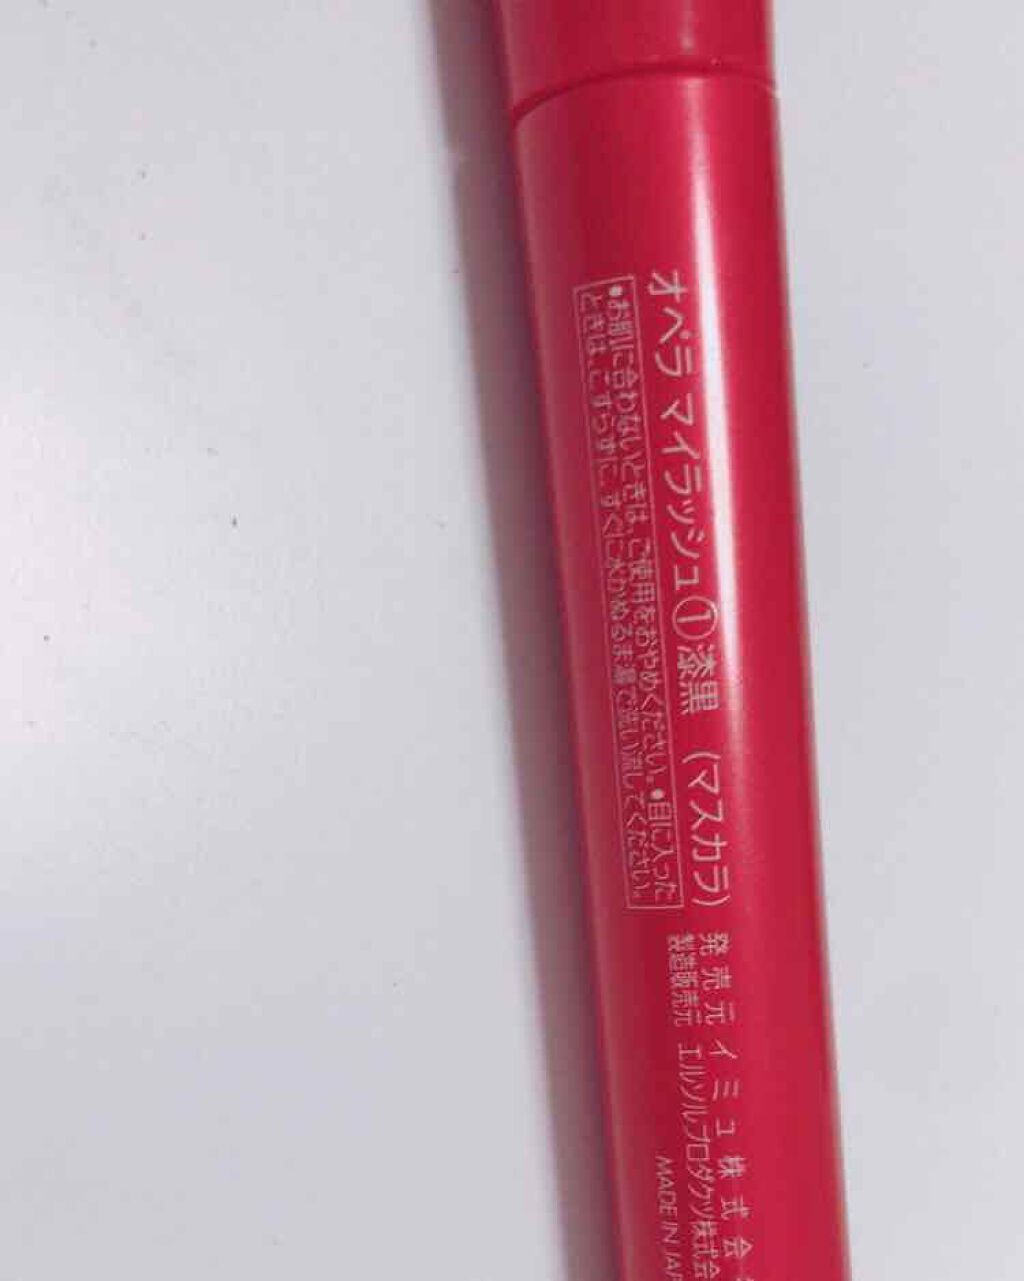 オペラ マイラッシュ①漆黒 (マスカラ)
●お肌に合わないときは、ご使用をおやめください。●目に入った
ときは、こすらずに、すぐに水かぬるま湯で洗い流してください。
発売元 イミュ株式会
製造販売元 エルソルプロダクツ株式会
MADE IN JAP